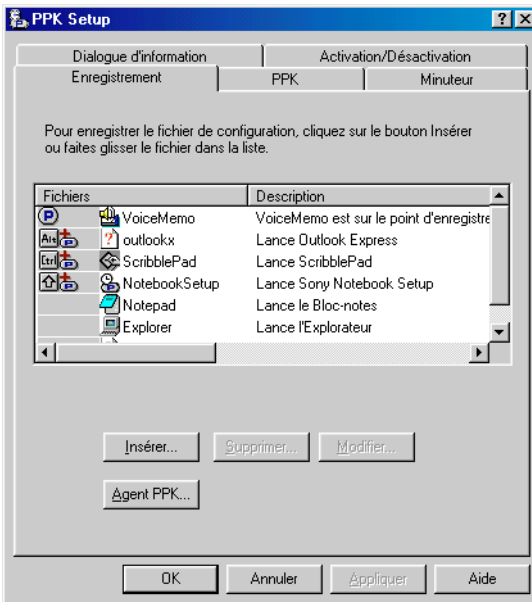 PPK Setup
Dialogue d'information Activation/Désactivation
Enregistrement PPK Minuteur
Pour enregistrer le fichier de configuration, cliquez sur le bouton Insérer
ou faites glisser le fichier dans la liste.
Fichiers Description
P VoiceMemo VoiceMemo est sur le point d'enregistre
Alt P outlookx Lance Outlook Express
Ctrl P ScribblePad Lance ScribblePad
P NotebookSetup Lance Sony Notebook Setup
Notepad Lance le Bloc-notes
Explorer Lance l'Explorateur
Insérer... Supprimer... Modifier...
Agent PPK...
OK Annuler Appliquer Aide